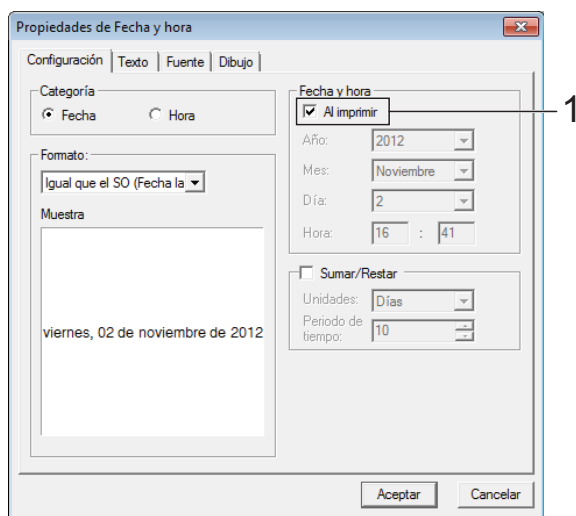 Propiedades de Fecha y hora
Configuración Texto Fuente Dibujo
Categoría
Fecha Hora
Formato:
Igual que el SO (Fecha la
Muestra
viernes, 02 de noviembre de 2012
Fecha y hora
Al imprimir
1
Año: 2012
Mes: Noviembre
Día: 2
Hora: 16 : 41
Sumar/Restar
Unidades: Días
Periodo de
tiempo: 10
Aceptar Cancelar